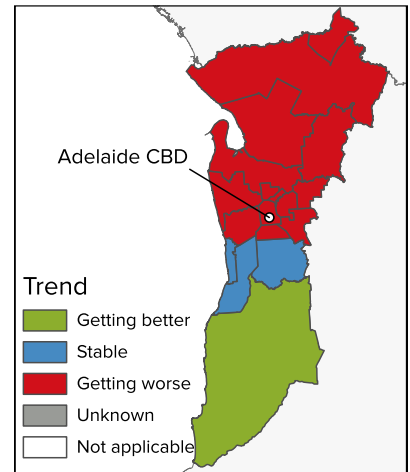 Adelaide CBD
Trend
Getting better
Stable
Getting worse
Unknown
Not applicable